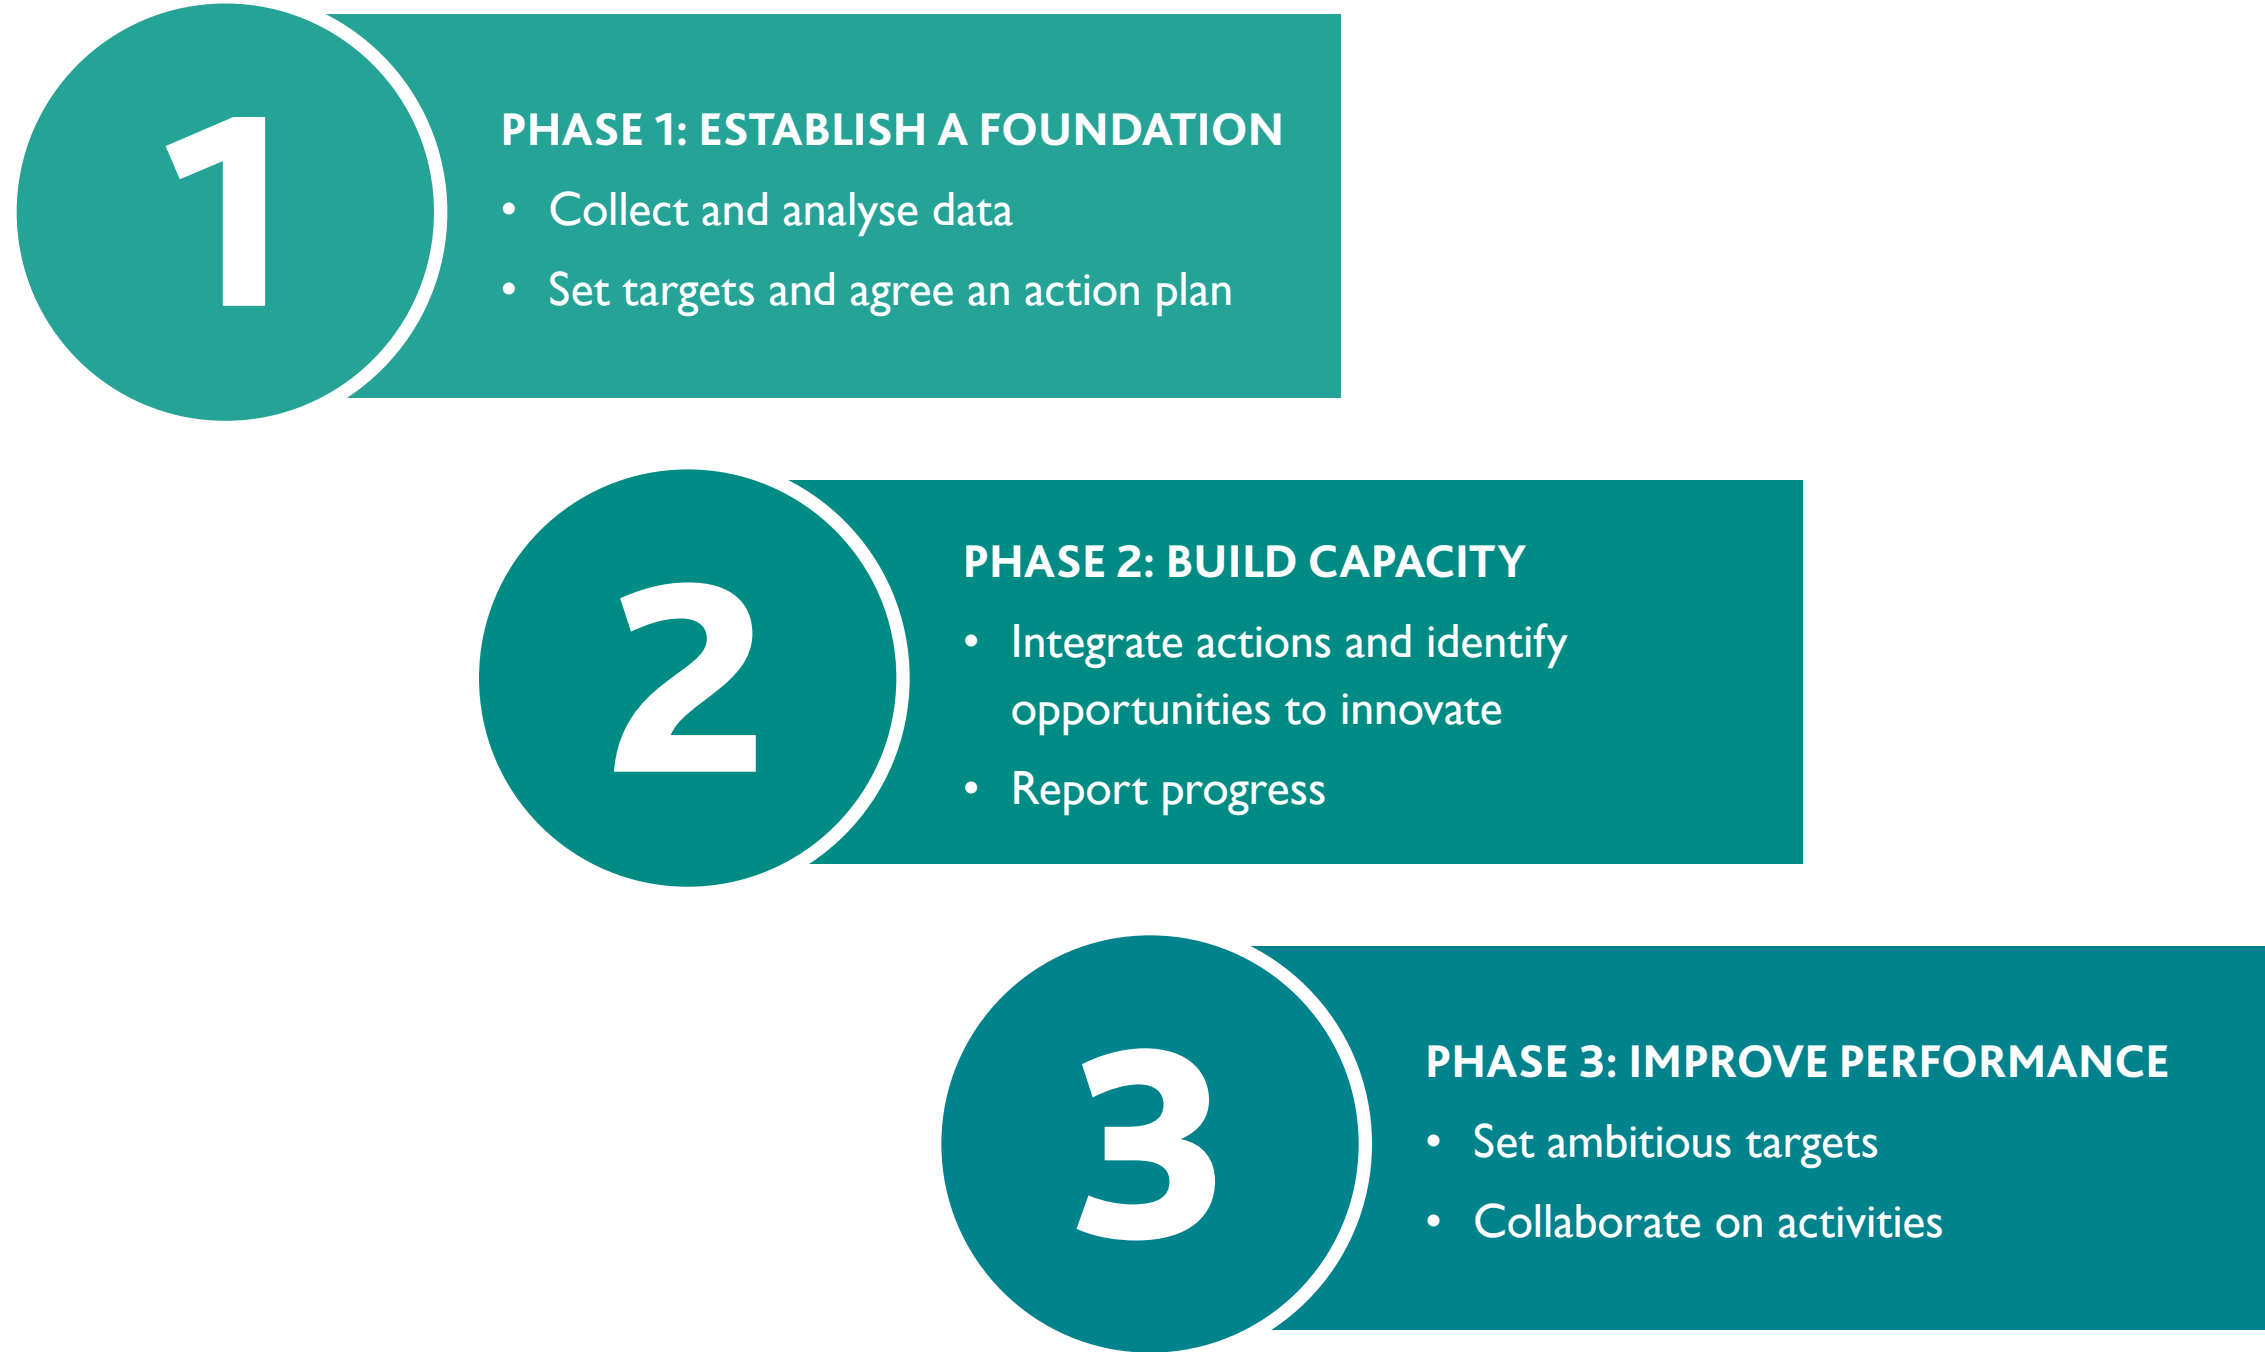 1
PHASE 1: ESTABLISH A FOUNDATION
• Collect and analyse data
• Set targets and agree an action plan
2
PHASE 2: BUILD CAPACITY
• Integrate actions and identify
opportunities to innovate
• Report progress
3
PHASE 3: IMPROVE PERFORMANCE
• Set ambitious targets
• Collaborate on activities